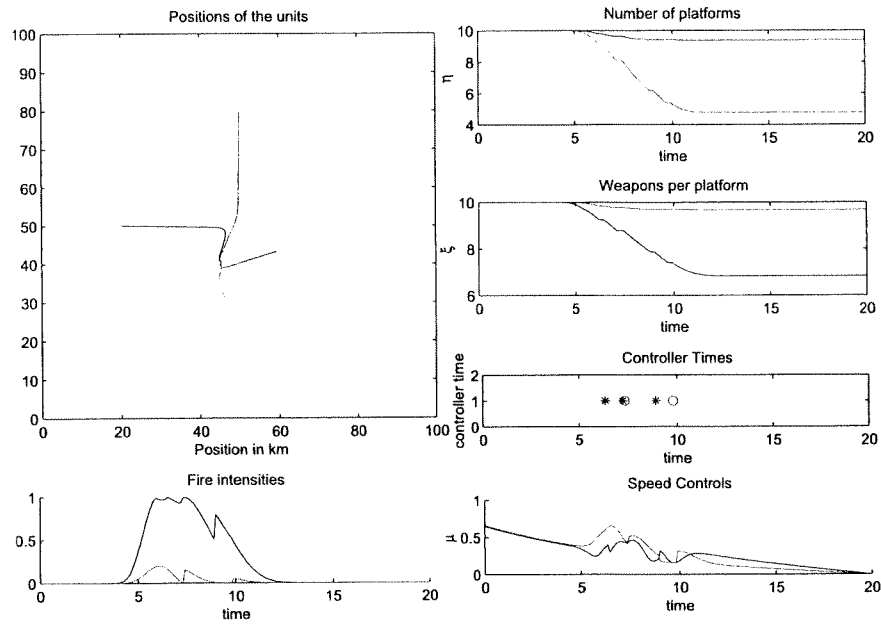 Positions of the units
100
90
80
70
60
50
40
30
20
10
0
0 20 40 60 80 100
Position in km
Number of platforms
10
8
6
4
η
0 5 10 15 20
time
Weapons per platform
10
8
6
ξ
0 5 10 15 20
time
Controller Times
2
1
0
controller time
0 5 10 15 20
time
Fire intensities
1
0.5
0
0 5 10 15 20
time
Speed Controls
1
0.5
0
μ
0 5 10 15 20
time